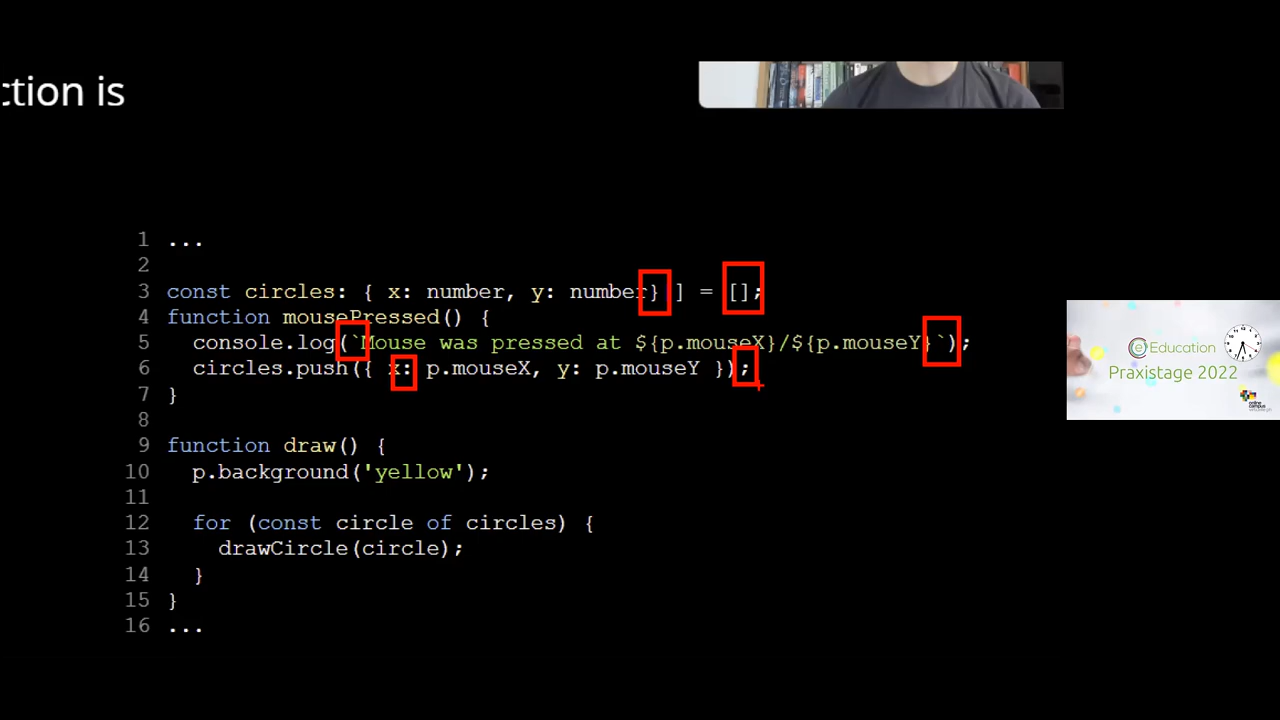 ction is
1 ...
2
3 const circles: { x: number, y: number} ] = [];
4 function mousePressed() {
5 console.log(`Mouse was pressed at ${p.mouseX}/${p.mouseY}`);
6 circles.push({ x: p.mouseX, y: p.mouseY });
7 }
8
9 function draw() {
10 p.background('yellow');
11
12 for (const circle of circles) {
13 drawCircle(circle);
14 }
15 }
16 ...
eEducation
Praxistage 2022